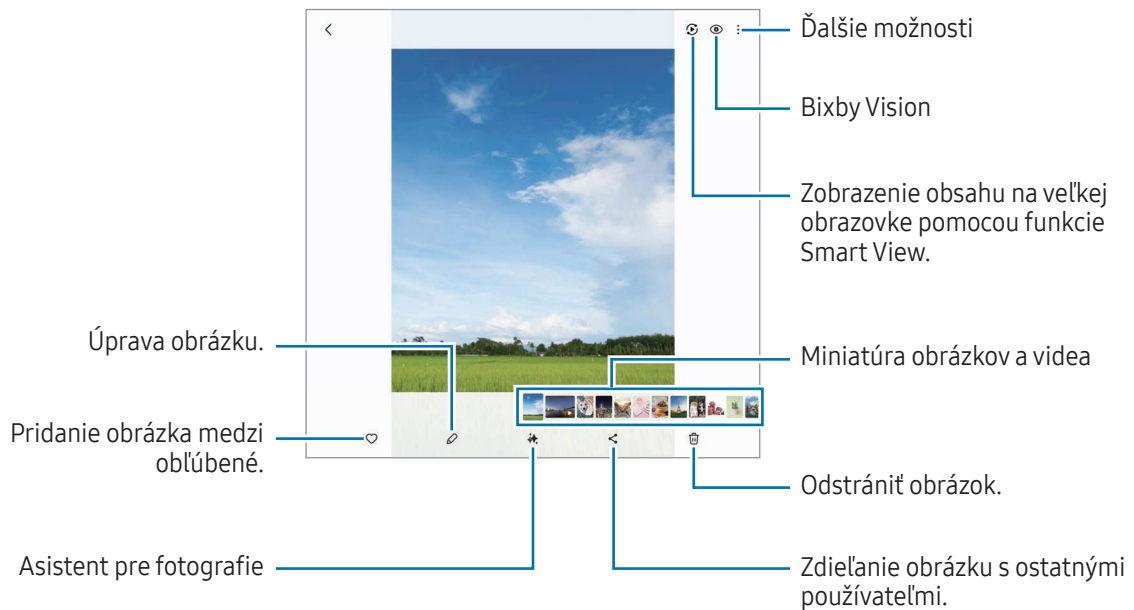 Ďalšie možnosti
Bixby Vision
Zobrazenie obsahu na veľkej
obrazovke pomocou funkcie
Smart View.
Úprava obrázku.
Miniatúra obrázkov a videa
Pridanie obrázka medzi
obľúbené.
Odstrániť obrázok.
Asistent pre fotografie
Zdieľanie obrázku s ostatnými
používateľmi.